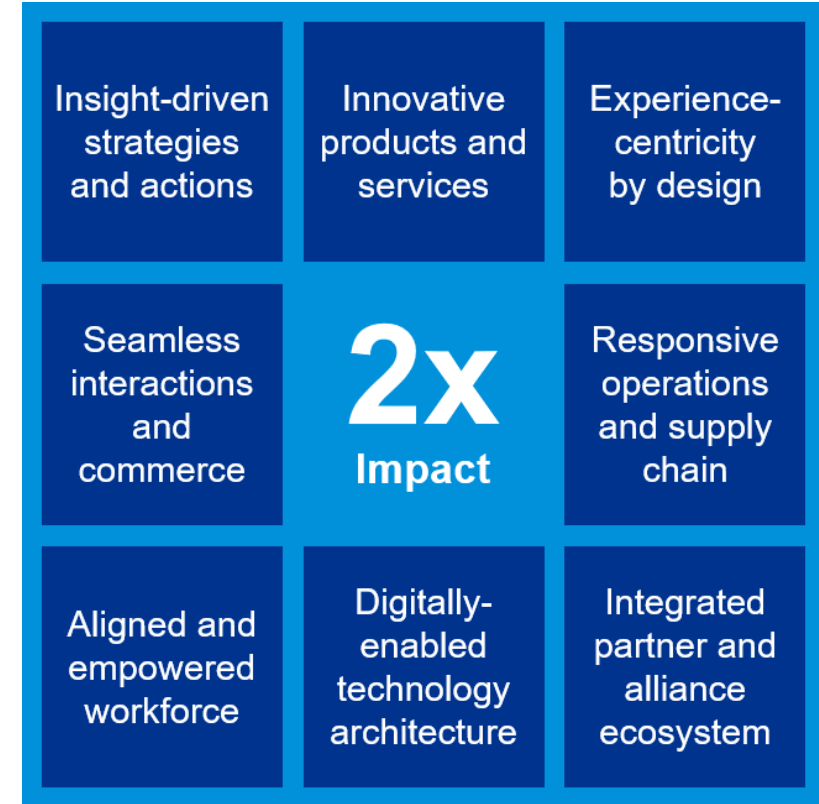 Insight-driven
strategies
and actions
Innovative
products and
services
Experience-
centricity
by design
Seamless
interactions
and
commerce
2x
Impact
Responsive
operations
and supply
chain
Aligned and
empowered
workforce
Digitally-
enabled
technology
architecture
Integrated
partner and
alliance
ecosystem